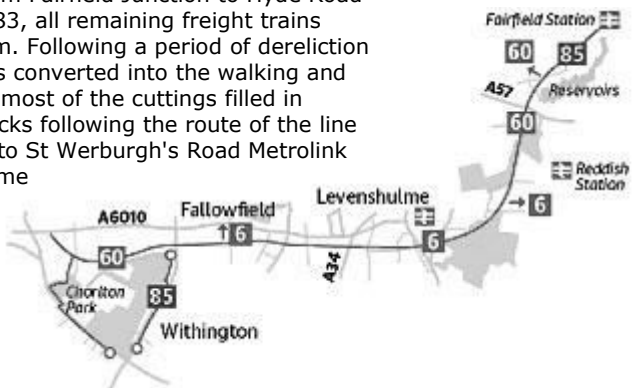 m Fairfield Junction to Hyde Road
33, all remaining freight trains
m. Following a period of dereliction
s converted into the walking and
most of the cuttings filled in
cks following the route of the line
to St Werburgh's Road Metrolink
me
Fairfield Station
60
85
A57
Reservoirs
60
Reddish
Station
6
Levenshulme
Fallowfield
A6010
6
6
60
A34
Chorlton
Park
85
Withington